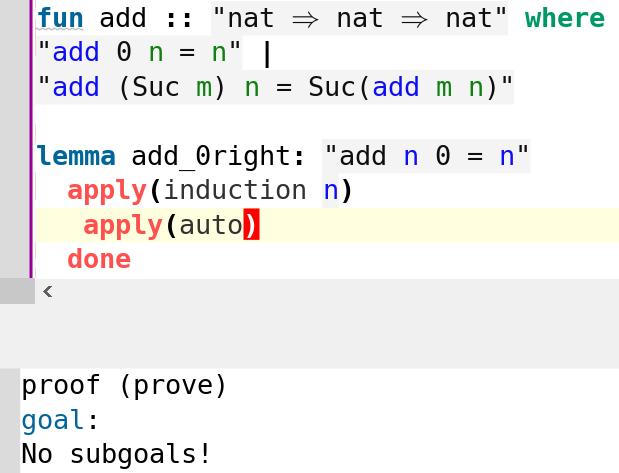 fun add :: "nat ⇒ nat ⇒ nat" where
"add 0 n = n" |
"add (Suc m) n = Suc(add m n)"
lemma add_0right: "add n 0 = n"
apply(induction n)
apply(auto)
done
<
proof (prove)
goal:
No subgoals!